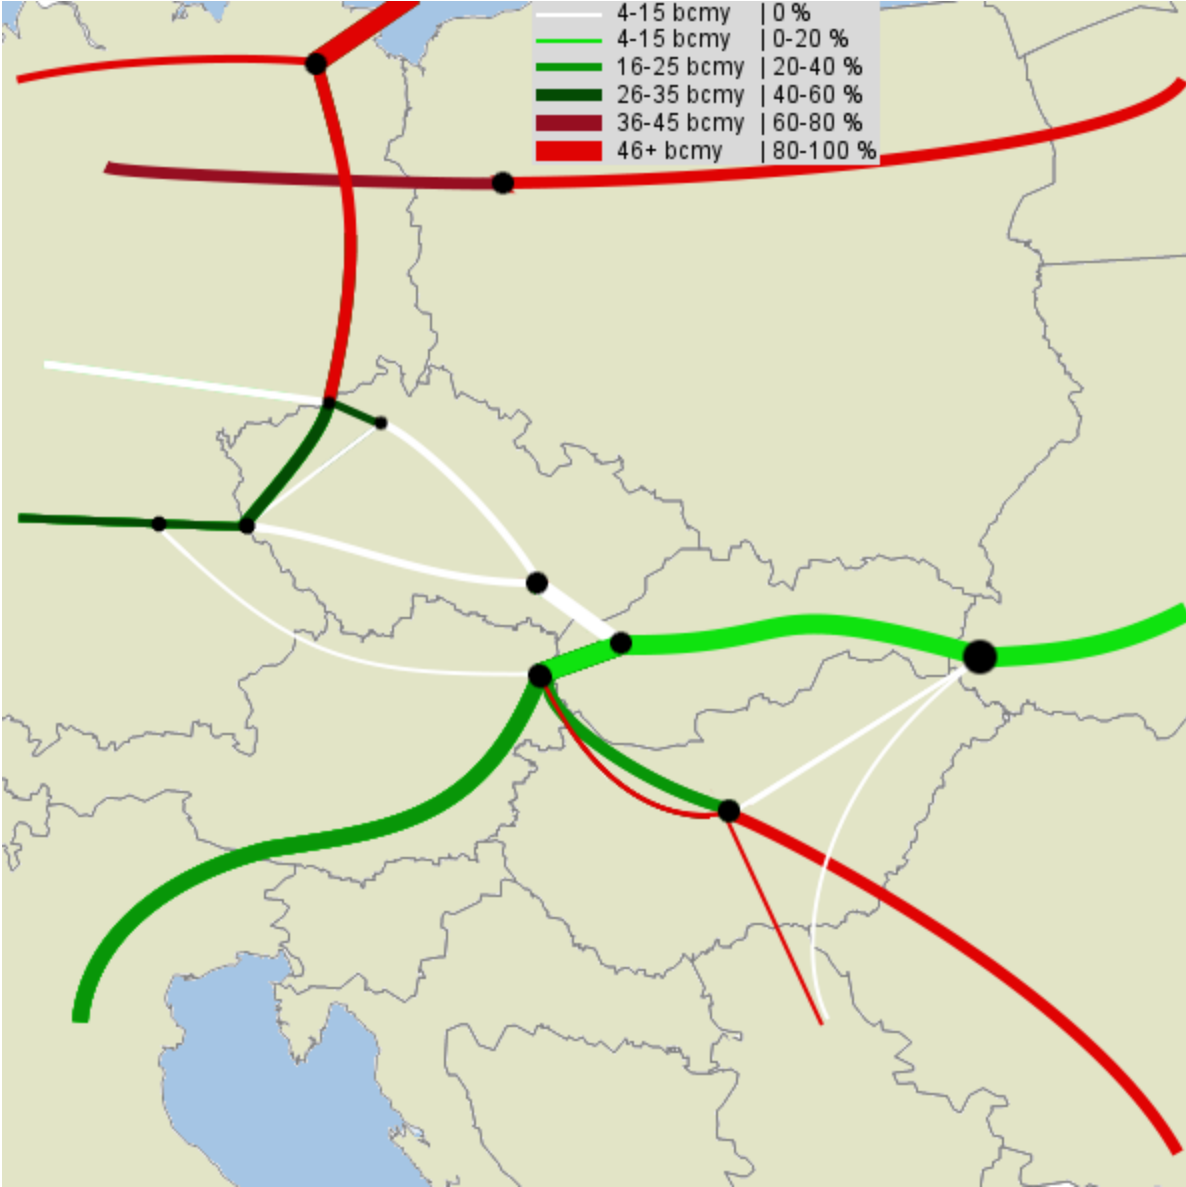 4-15 bcmy | 0 %
4-15 bcmy | 0-20 %
16-25 bcmy | 20-40 %
26-35 bcmy | 40-60 %
36-45 bcmy | 60-80 %
46+ bcmy | 80-100 %